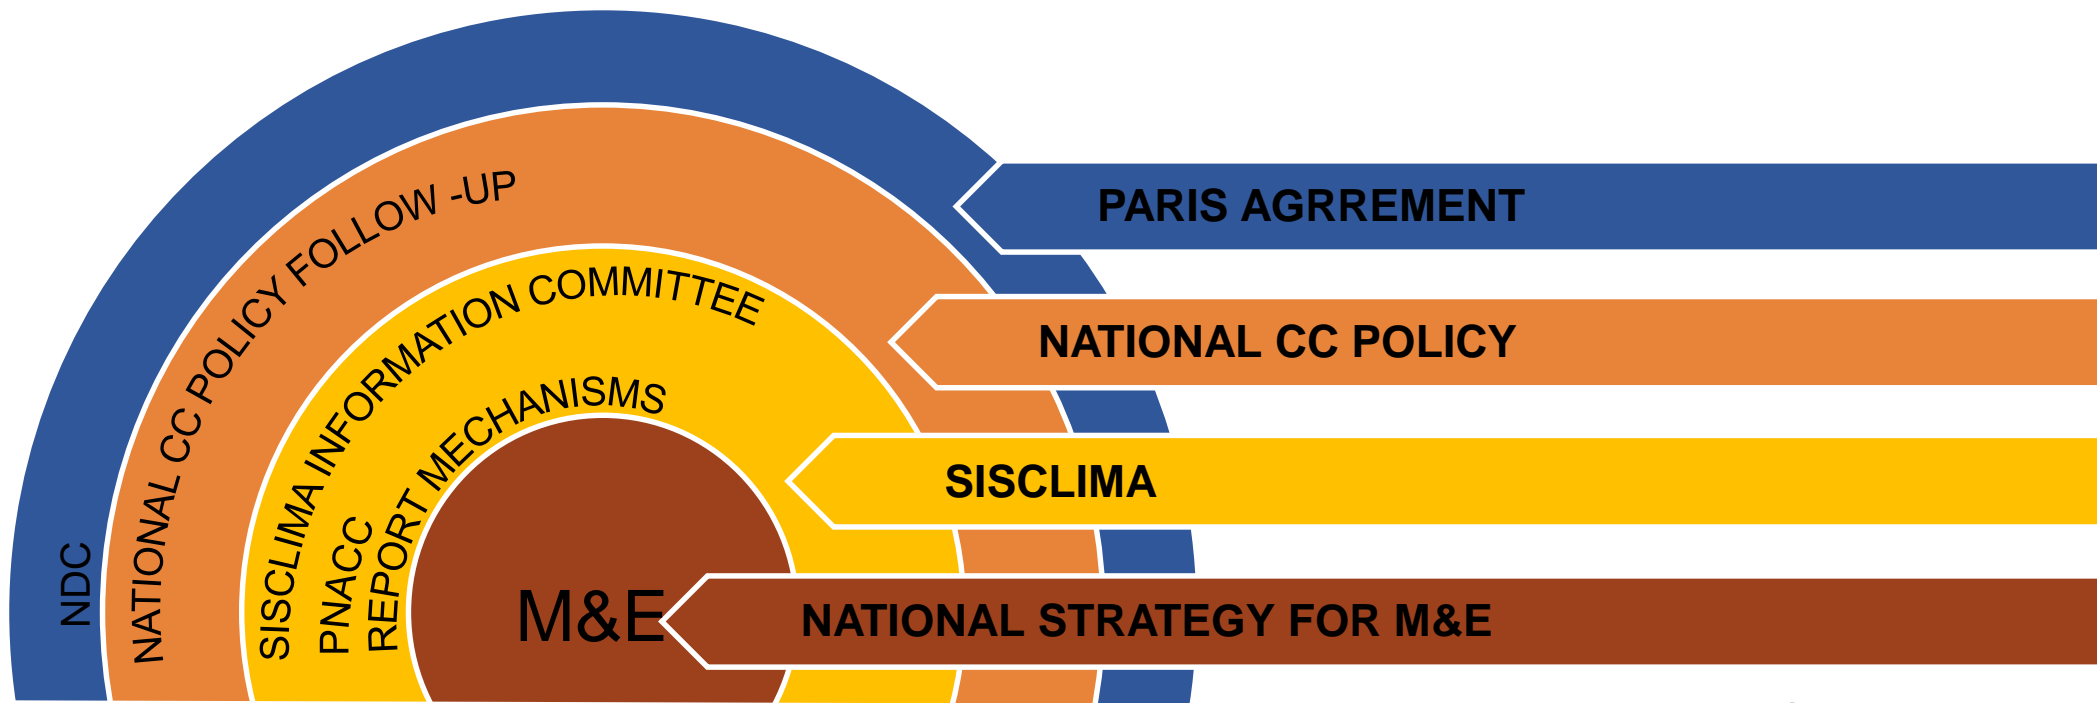 NDC
NATIONAL CC POLICY FOLLOW -UP
SISCLIMA INFORMATION COMMITTEE
PNACC
REPORT MECHANISMS
M&E
PARIS AGRREMENT
NATIONAL CC POLICY
SISCLIMA
NATIONAL STRATEGY FOR M&E